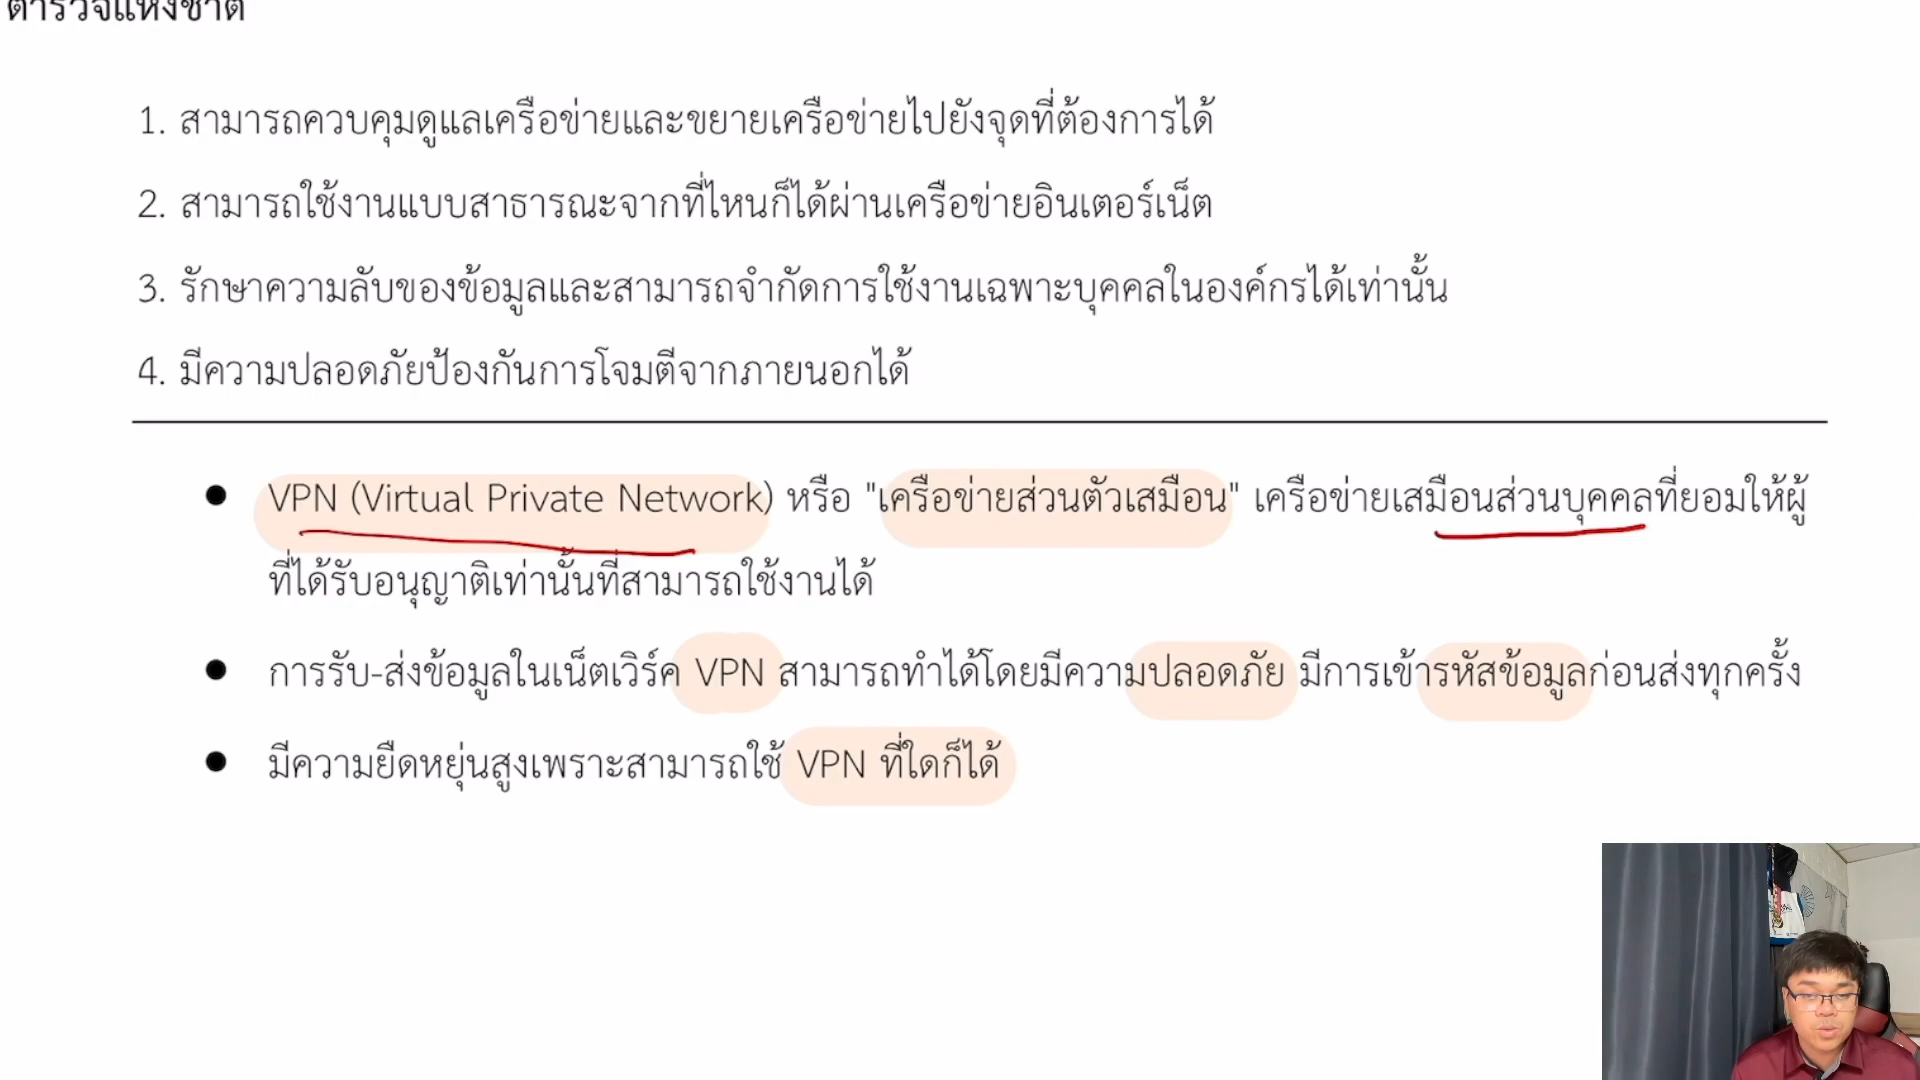 ตำรวจแห่งชาติ
1. สามารถควบคุมดูแลเครือข่ายและขยายเครือข่ายไปยังจุดที่ต้องการได้
2. สามารถใช้งานแบบสาธารณะจากที่ไหนก็ได้ผ่านเครือข่ายอินเตอร์เน็ต
3. รักษาความลับของข้อมูลและสามารถจำกัดการใช้งานเฉพาะบุคคลในองค์กรได้เท่านั้น
4. มีความปลอดภัยป้องกันการโจมตีจากภายนอกได้
● VPN (Virtual Private Network) หรือ "เครือข่ายส่วนตัวเสมือน" เครือข่ายเสมือนส่วนบุคคลที่ยอมให้ผู้
ที่ได้รับอนุญาติเท่านั้นที่สามารถใช้งานได้
● การรับ-ส่งข้อมูลในเน็ตเวิร์ค VPN สามารถทำได้โดยมีความปลอดภัย มีการเข้ารหัสข้อมูลก่อนส่งทุกครั้ง
● มีความยืดหยุ่นสูงเพราะสามารถใช้ VPN ที่ใดก็ได้